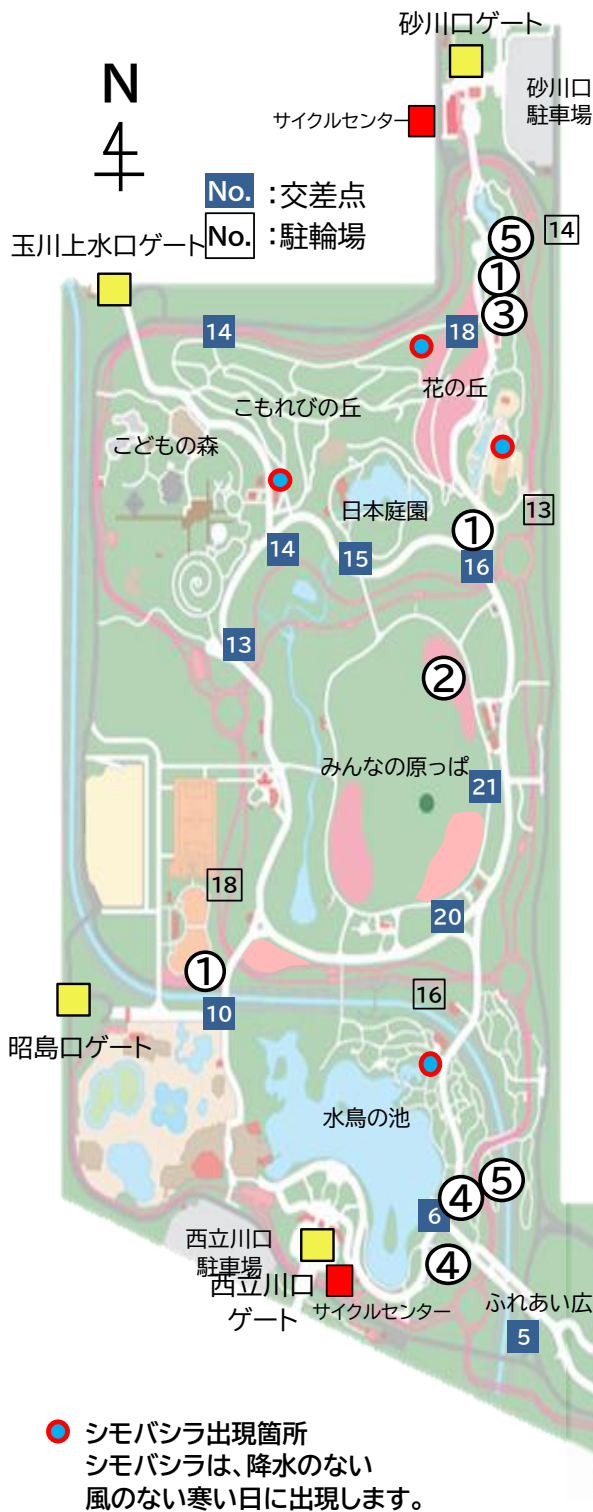 砂川口ゲート
N
砂川口
駐車場
サイクルセンター
No. :交差点
No. :駐輪場
玉川上水口ゲート
⑤
14
①
③
14
18
花の丘
こもれびの丘
こどもの森
日本庭園
13
①
14
15
16
13
②
みんなの原っぱ
21
18
20
①
16
10
昭島口ゲート
水鳥の池
⑤
④
6
西立川口
駐車場
④
西立川口
ゲート
サイクルセンター
ふれあい広
5
シモバシラ出現箇所
シモバシラは、降水のない
風のない寒い日に出現します。